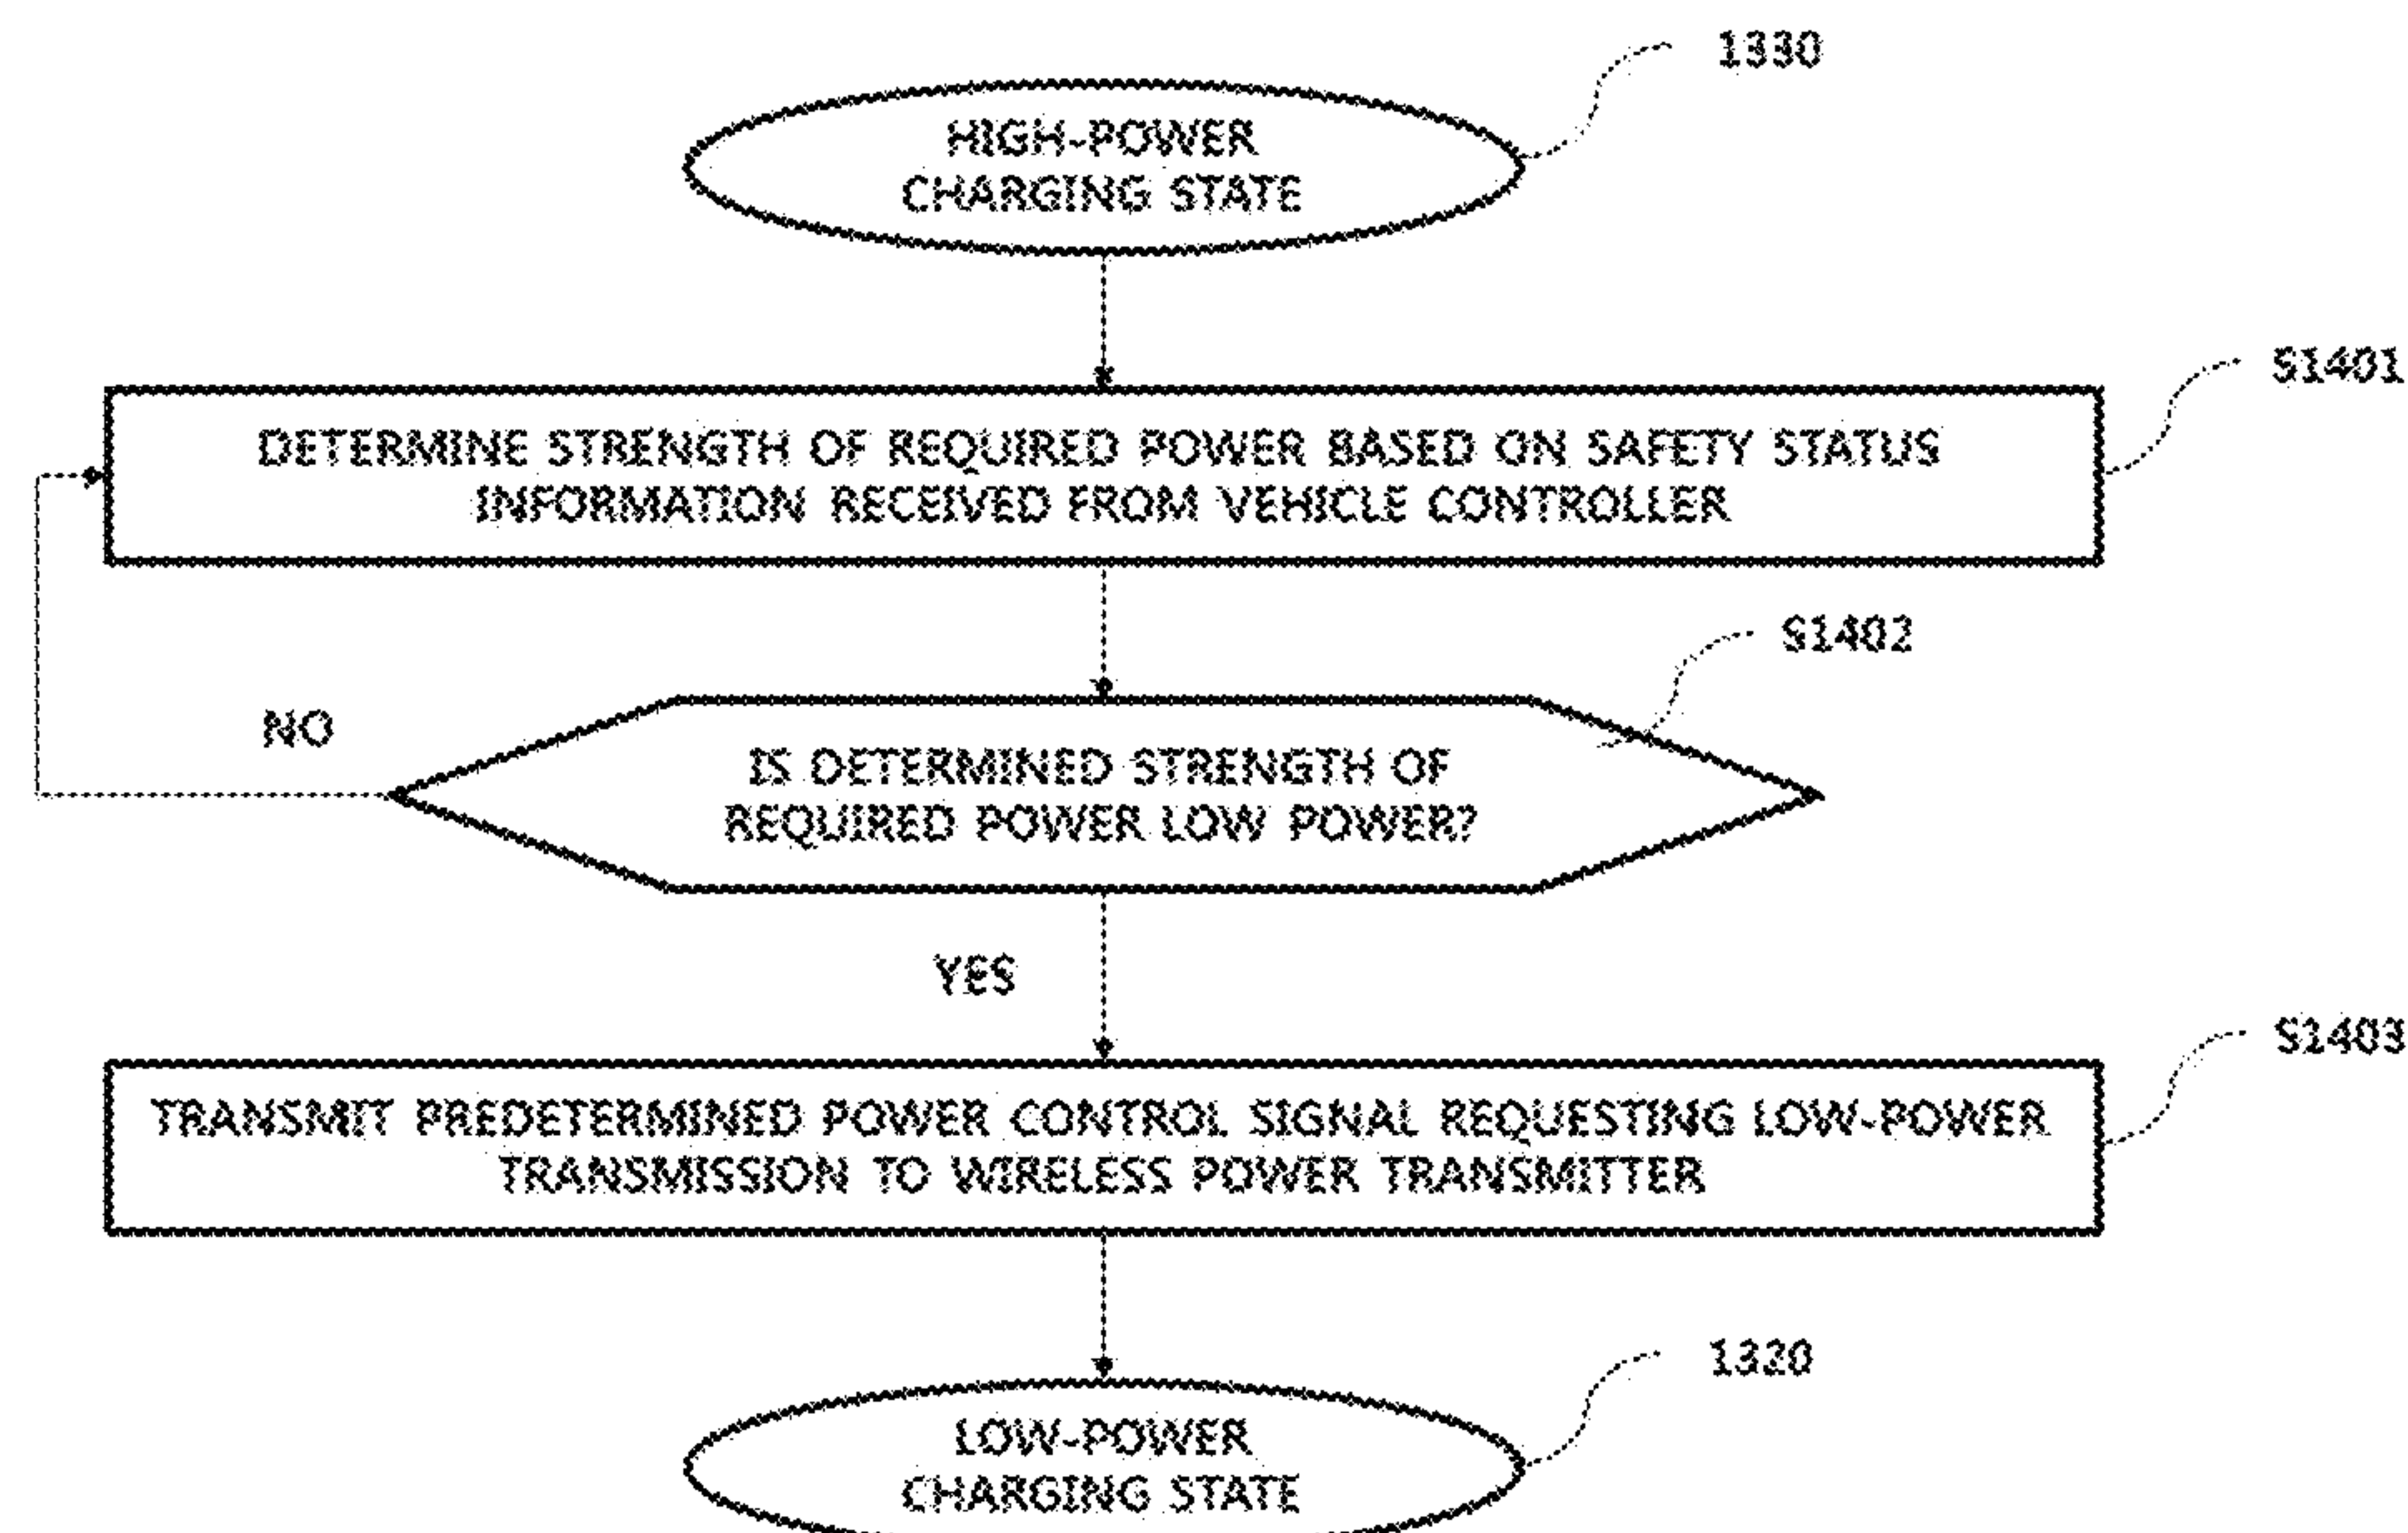 1330
HIGH-POWER
CHARGING STATE
S1401
DETERMINE STRENGTH OF REQUIRED POWER BASED ON SAFETY STATUS
INFORMATION RECEIVED FROM VEHICLE CONTROLLER
S1402
NO
IS DETERMINED STRENGTH OF
REQUIRED POWER LOW POWER?
YES
S1403
TRANSMIT PREDETERMINED POWER CONTROL SIGNAL REQUESTING LOW-POWER
TRANSMISSION TO WIRELESS POWER TRANSMITTER
1320
LOW-POWER
CHARGING STATE